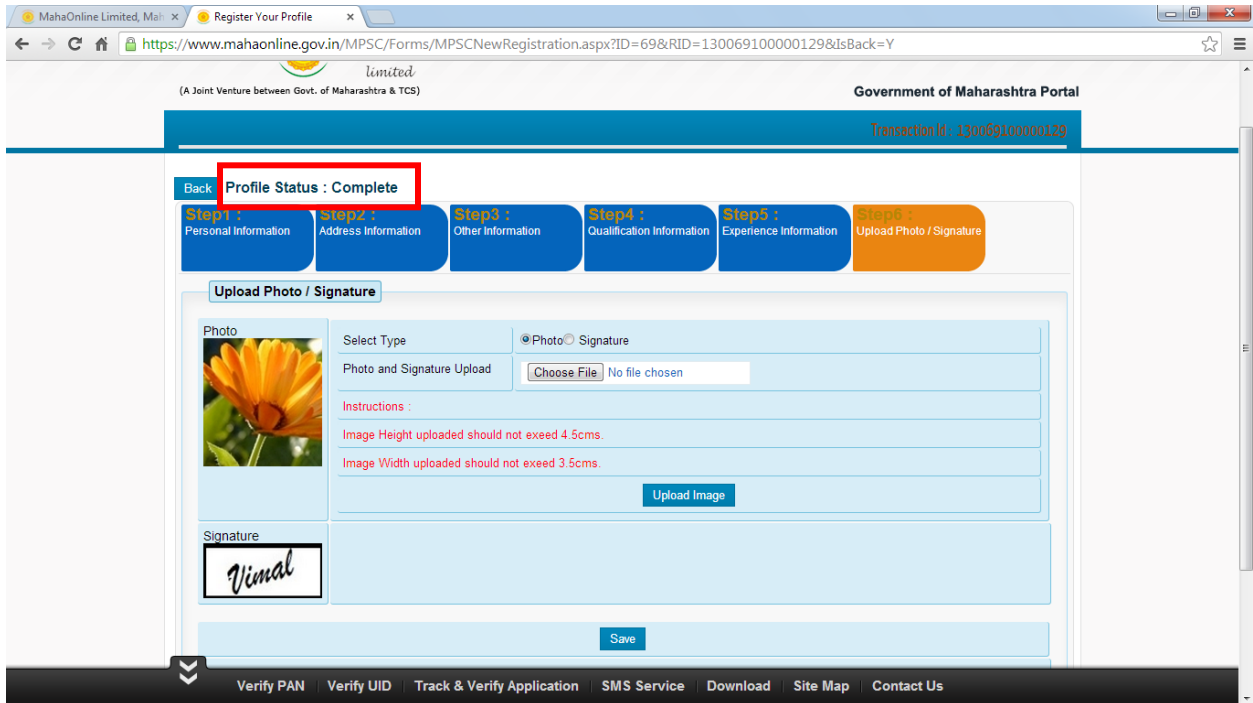 MahaOnline Limited, Mah
Register Your Profile
https://www.mahaonline.gov.in/MPSC/Forms/MPSCNewRegistration.aspx?ID=69&RID=130069100000129&IsBack=Y
limited
(A Joint Venture between Govt. of Maharashtra & TCS)
Government of Maharashtra Portal
Transaction Id : 130069100000129
Back Profile Status : Complete
Step1 : Step2 : Step3 : Step4 : Step5 : Step6 :
Personal Information Address Information Other Information Qualification Information Experience Information Upload Photo / Signature
Upload Photo / Signature
Photo
Select Type Photo Signature
Photo and Signature Upload Choose File No file chosen
Instructions :
Image Height uploaded should not exeed 4.5cms.
Image Width uploaded should not exeed 3.5cms.
Upload Image
Signature
Vimal
Save
Verify PAN Verify UID Track & Verify Application SMS Service Download Site Map Contact Us